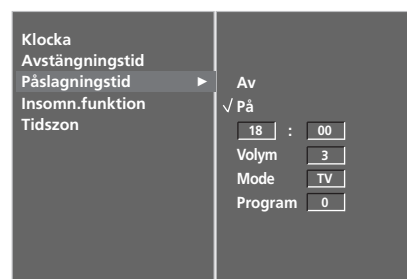 Klocka
Avstängningstid
Påslagningstid ►
Insomn.funktion
Tidszon
Av
√ På
18 : 00
Volym 3
Mode TV
Program 0